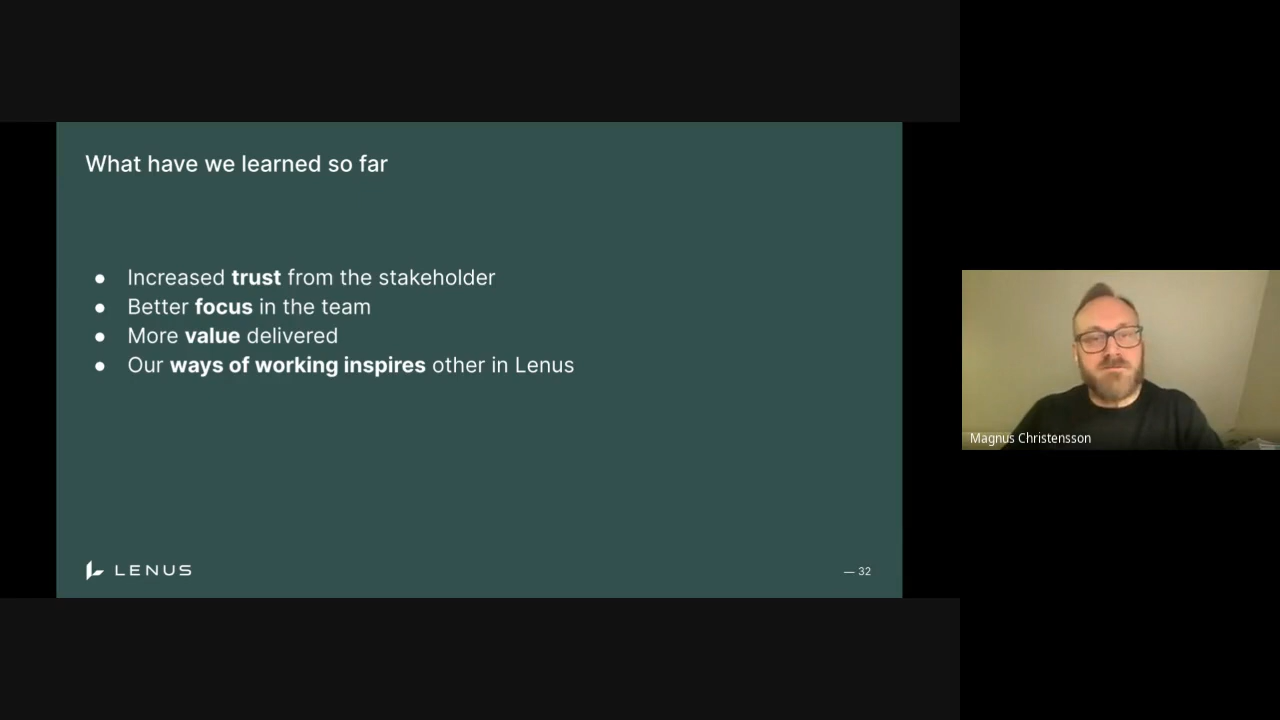 What have we learned so far
● Increased trust from the stakeholder
● Better focus in the team
● More value delivered
● Our ways of working inspires other in Lenus
LENUS
— 32
Magnus Christensson